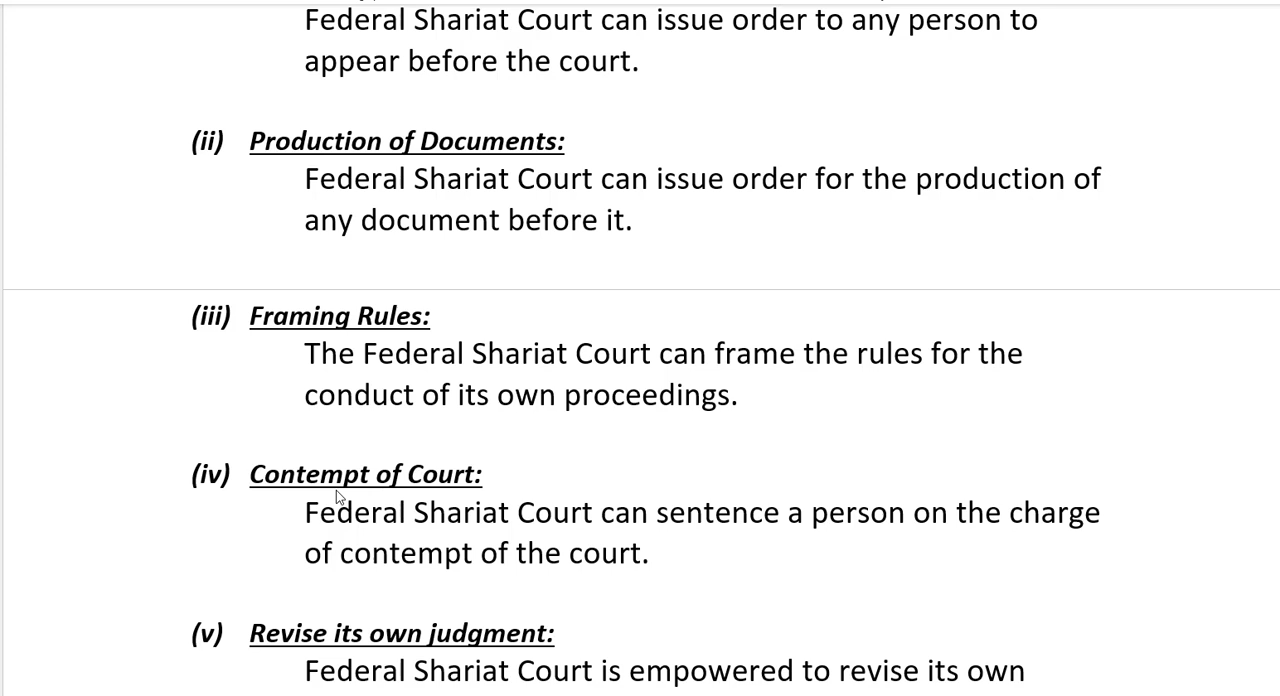 Federal Shariat Court can issue order to any person to
appear before the court.
(ii) Production of Documents:
Federal Shariat Court can issue order for the production of
any document before it.
(iii) Framing Rules:
The Federal Shariat Court can frame the rules for the
conduct of its own proceedings.
(iv) Contempt of Court:
Federal Shariat Court can sentence a person on the charge
of contempt of the court.
(v) Revise its own judgment:
Federal Shariat Court is empowered to revise its own